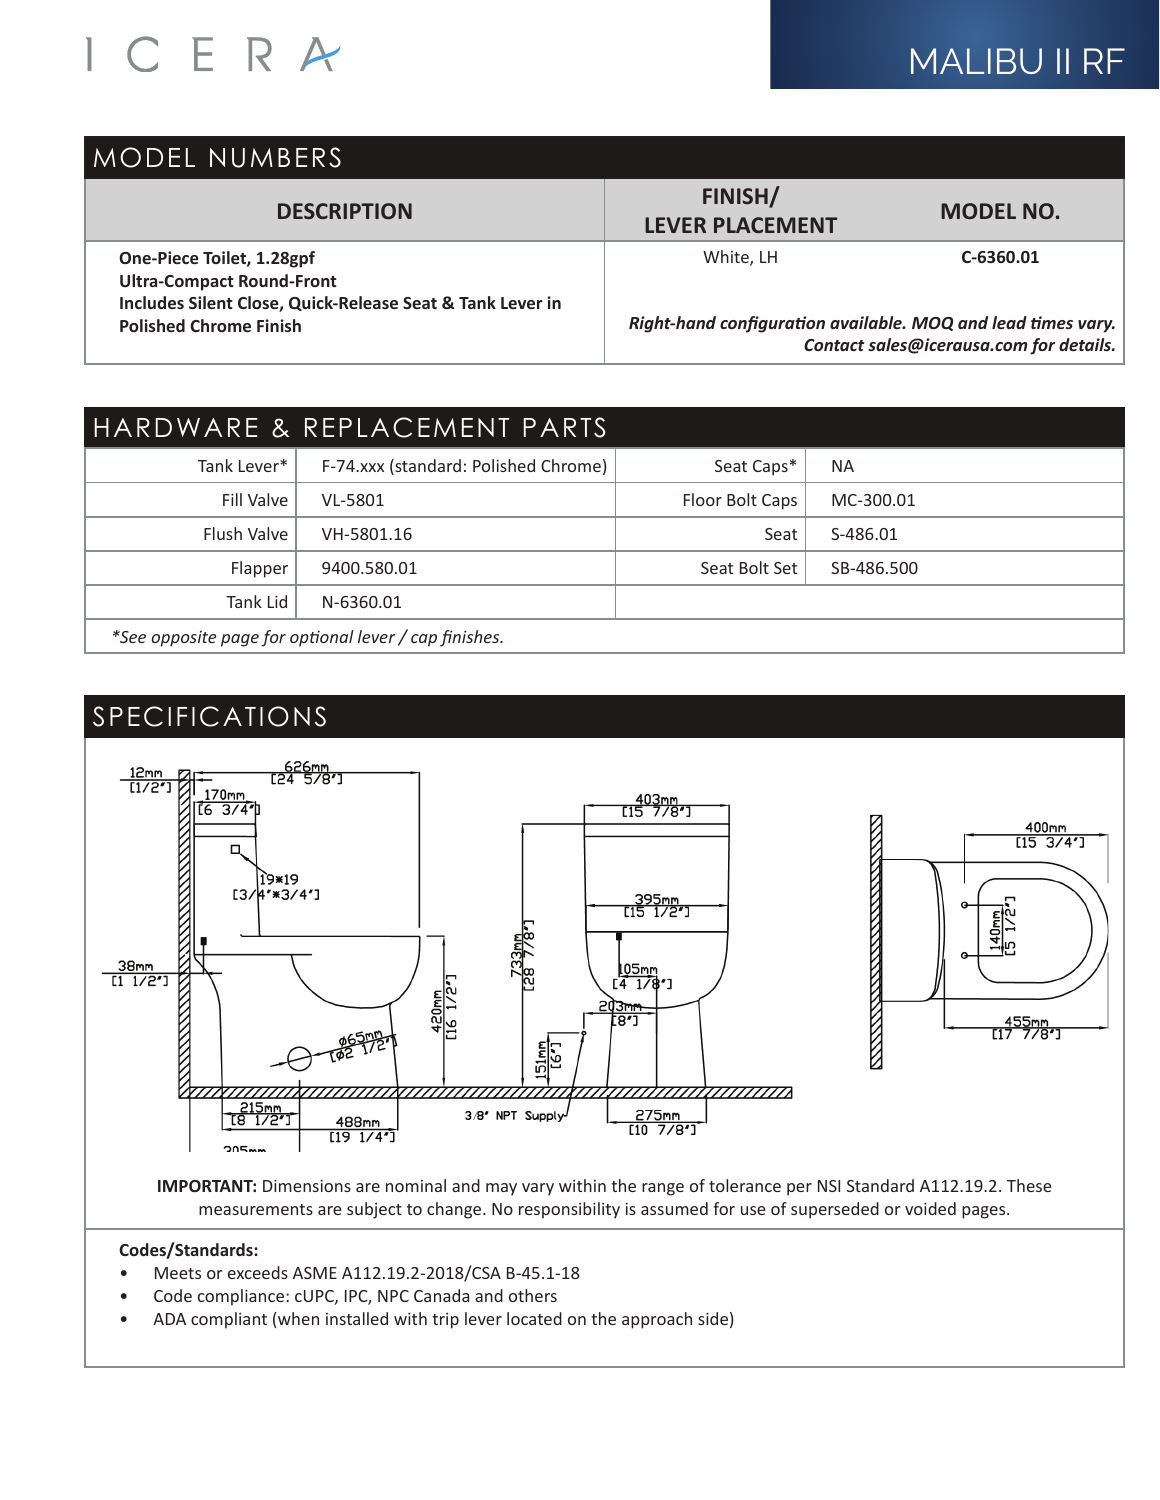 ICERA
MALIBU II RF
MODEL NUMBERS
DESCRIPTION
FINISH/
LEVER PLACEMENT
MODEL NO.
One-Piece Toilet, 1.28gpf
Ultra-Compact Round-Front
Includes Silent Close, Quick-Release Seat & Tank Lever in
Polished Chrome Finish
White, LH
C-6360.01
Right-hand configuration available. MOQ and lead times vary.
Contact sales@icerausa.com for details.
HARDWARE & REPLACEMENT PARTS
Tank Lever* F-74.xxx (standard: Polished Chrome) Seat Caps* NA
Fill Valve VL-5801 Floor Bolt Caps MC-300.01
Flush Valve VH-5801.16 Seat S-486.01
Flapper 9400.580.01 Seat Bolt Set SB-486.500
Tank Lid N-6360.01
*See opposite page for optional lever / cap finishes.
SPECIFICATIONS
12mm
[1/2"]
626mm
[24 5/8"]
170mm
[6 3/4"]
19*19
[3/4"*3/4"]
38mm
[1 1/2"]
420mm
[16 1/2"]
ø65mm
[ø2 1/2"]
215mm
[8 1/2"]
488mm
[19 1/4"]
305mm
403mm
[15 7/8"]
395mm
[15 1/2"]
733mm
[28 7/8"]
105mm
[4 1/8"]
203mm
[8"]
151mm
[6"]
3/8" NPT Supply
275mm
[10 7/8"]
400mm
[15 3/4"]
140mm
[5 1/2"]
455mm
[17 7/8"]
IMPORTANT: Dimensions are nominal and may vary within the range of tolerance per NSI Standard A112.19.2. These
measurements are subject to change. No responsibility is assumed for use of superseded or voided pages.
Codes/Standards:
• Meets or exceeds ASME A112.19.2-2018/CSA B-45.1-18
• Code compliance: cUPC, IPC, NPC Canada and others
• ADA compliant (when installed with trip lever located on the approach side)